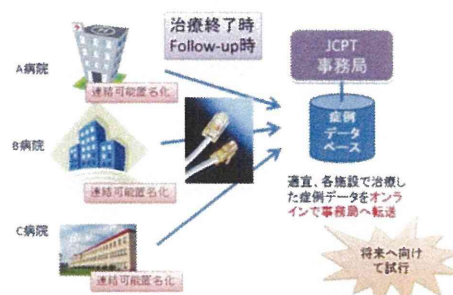 治療終了時
Follow-up時
JCPT
事務局
A病院
連結可能匿名化
症例
データ
ベース
B病院
連結可能匿名化
適宜、各施設で治療し
た症例データをオンラ
インで事務局へ転送
C病院
連結可能匿名化
将来へ向け
て試行